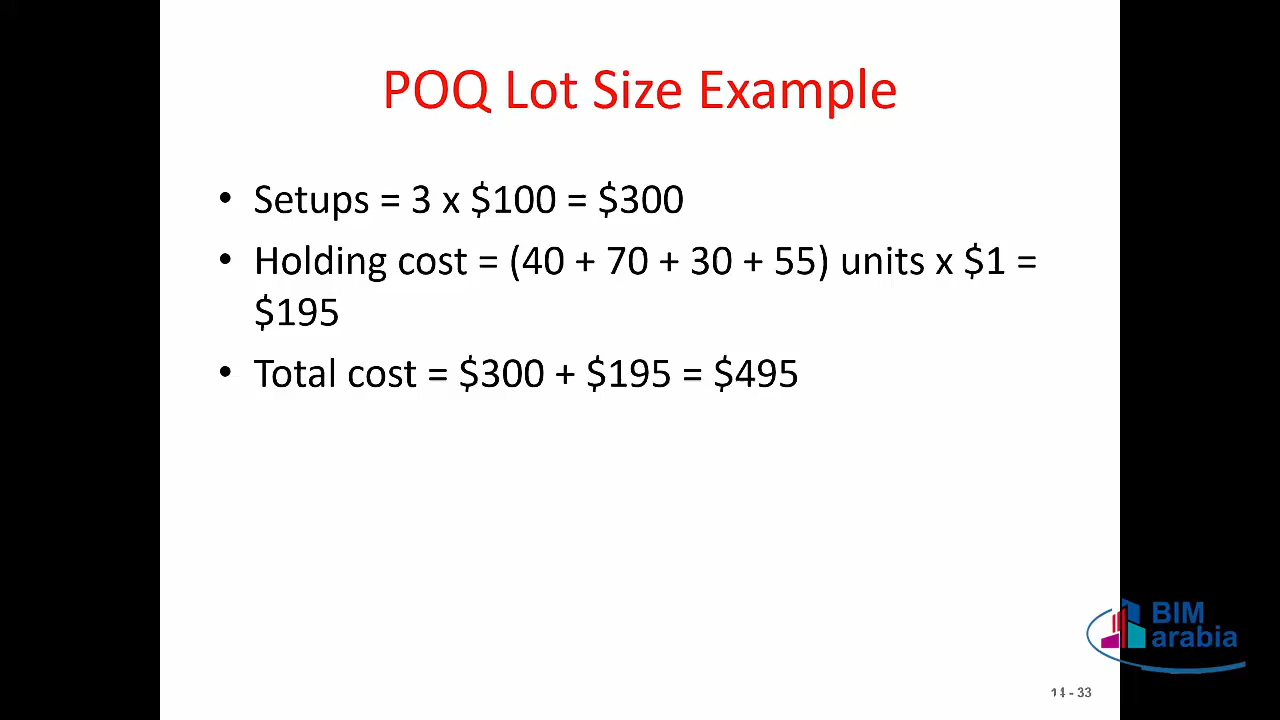 POQ Lot Size Example
• Setups = 3 x $100 = $300
• Holding cost = (40 + 70 + 30 + 55) units x $1 =
$195
• Total cost = $300 + $195 = $495
BIM
arabia
14 - 33